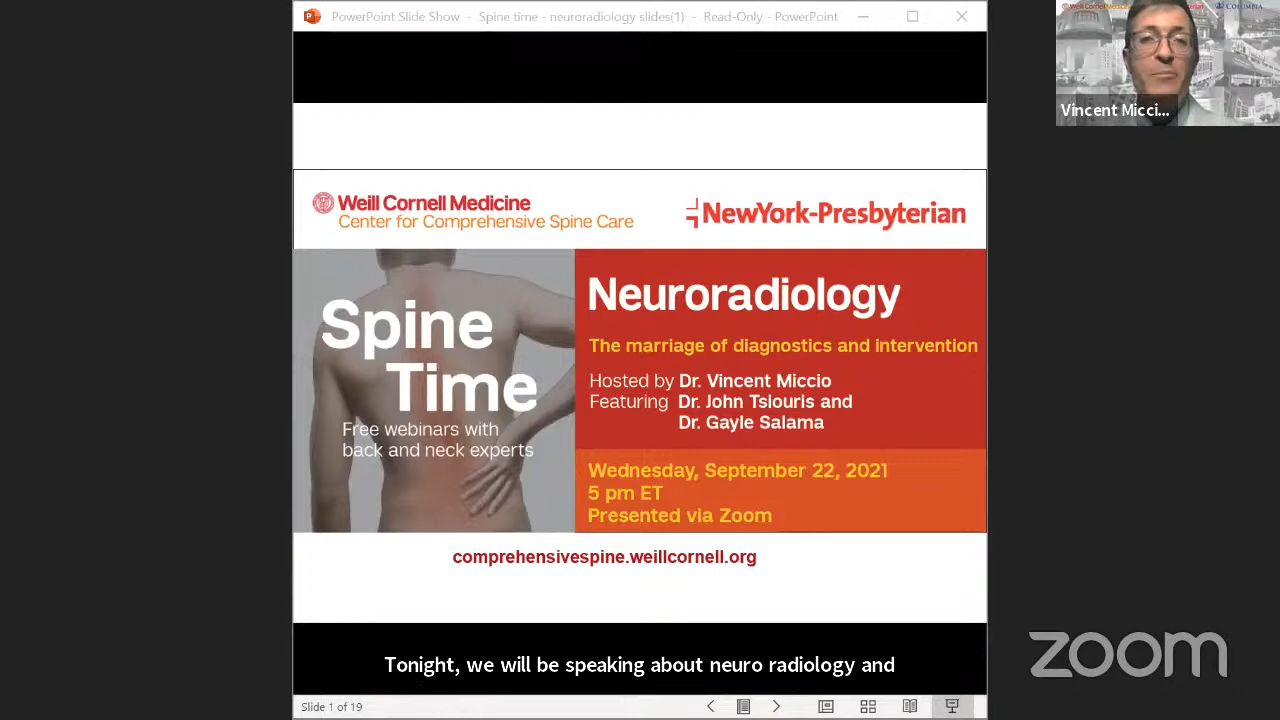 PowerPoint Slide Show - Spine time - neuroradiology slides(1) - Read-Only - PowerPoint
Weill Cornell Medicine
COLUMBIA
Vincent Micci...
Weill Cornell Medicine
Center for Comprehensive Spine Care
NewYork-Presbyterian
Spine
Time
Free webinars with
back and neck experts
Neuroradiology
The marriage of diagnostics and intervention
Hosted by Dr. Vincent Miccio
Featuring Dr. John Tsiouris and
Dr. Gayle Salama
Wednesday, September 22, 2021
5 pm ET
Presented via Zoom
comprehensivespine.weillcornell.org
Tonight, we will be speaking about neuro radiology and
zoom
Slide 1 of 19